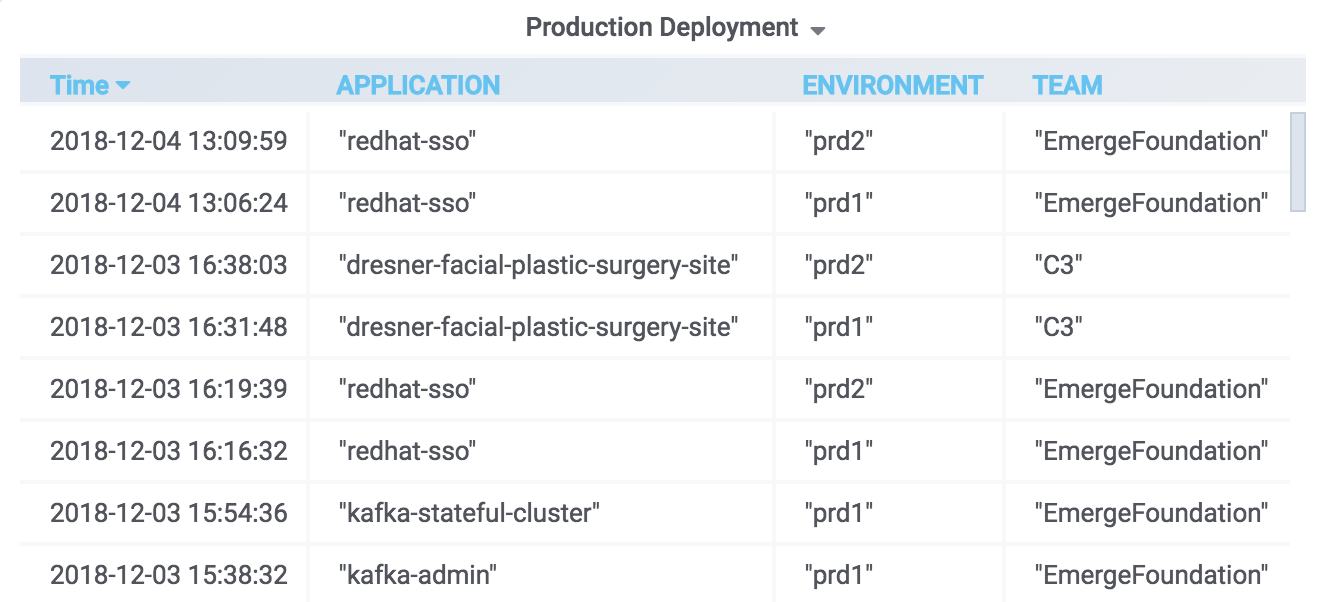 Production Deployment
Time APPLICATION ENVIRONMENT TEAM
2018-12-04 13:09:59 "redhat-sso" "prd2" "EmergeFoundation"
2018-12-04 13:06:24 "redhat-sso" "prd1" "EmergeFoundation"
2018-12-03 16:38:03 "dresner-facial-plastic-surgery-site" "prd2" "C3"
2018-12-03 16:31:48 "dresner-facial-plastic-surgery-site" "prd1" "C3"
2018-12-03 16:19:39 "redhat-sso" "prd2" "EmergeFoundation"
2018-12-03 16:16:32 "redhat-sso" "prd1" "EmergeFoundation"
2018-12-03 15:54:36 "kafka-stateful-cluster" "prd1" "EmergeFoundation"
2018-12-03 15:38:32 "kafka-admin" "prd1" "EmergeFoundation"